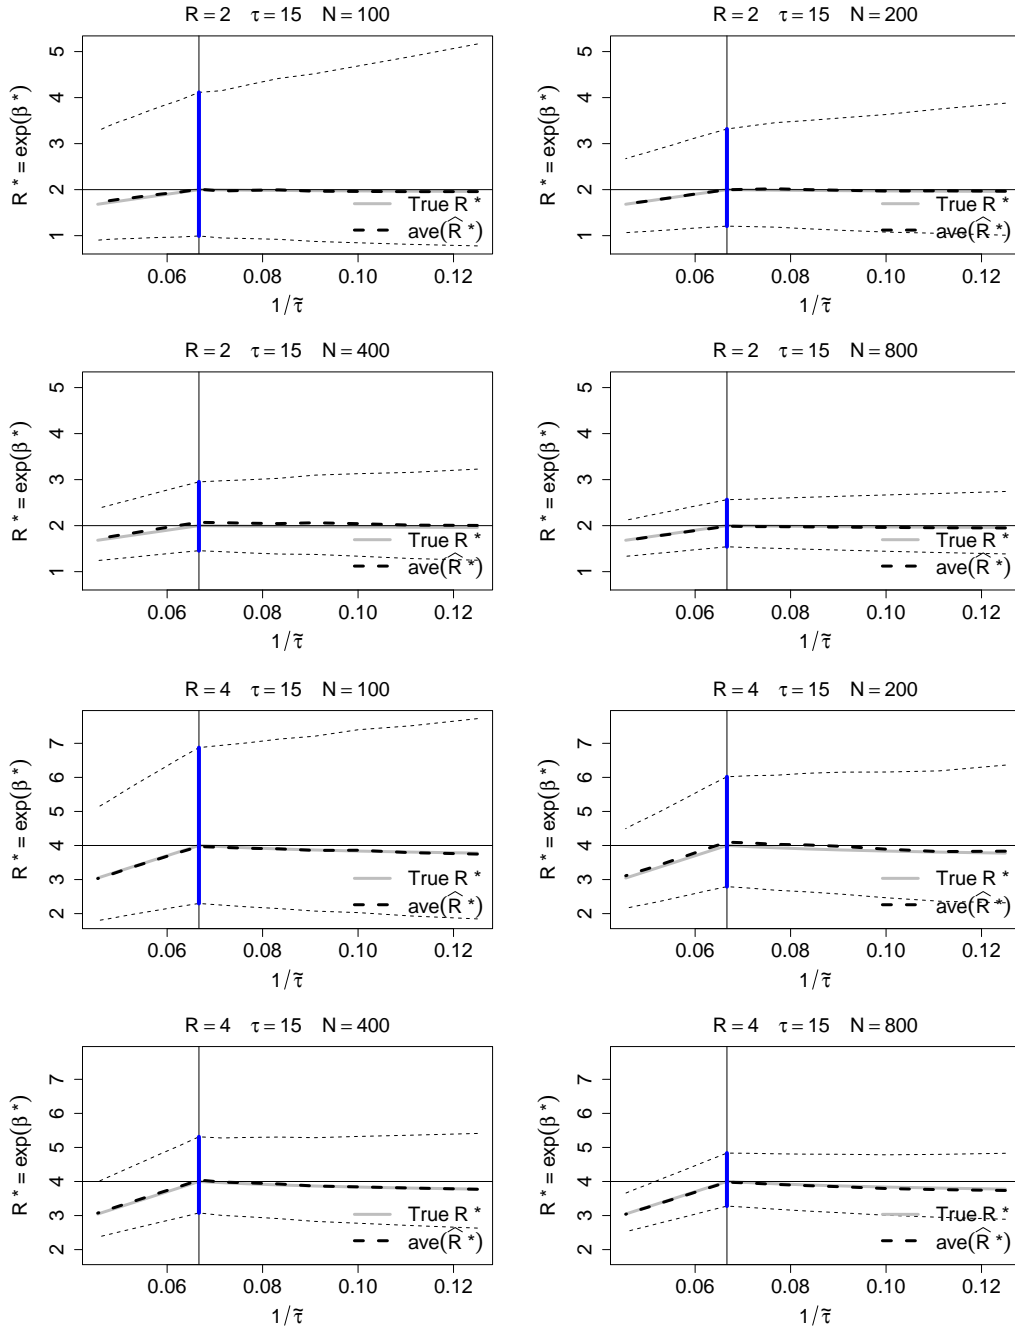 R = 2 τ = 15 N = 100
R* = exp(β*)
5
4
3
2
1
True R*
ave(R̂*)
0.06 0.08 0.10 0.12
1/τ̃
R = 2 τ = 15 N = 200
R* = exp(β*)
5
4
3
2
1
True R*
ave(R̂*)
0.06 0.08 0.10 0.12
1/τ̃
R = 2 τ = 15 N = 400
R* = exp(β*)
5
4
3
2
1
True R*
ave(R̂*)
0.06 0.08 0.10 0.12
1/τ̃
R = 2 τ = 15 N = 800
R* = exp(β*)
5
4
3
2
1
True R*
ave(R̂*)
0.06 0.08 0.10 0.12
1/τ̃
R = 4 τ = 15 N = 100
R* = exp(β*)
7
6
5
4
3
2
True R*
ave(R̂*)
0.06 0.08 0.10 0.12
1/τ̃
R = 4 τ = 15 N = 200
R* = exp(β*)
7
6
5
4
3
2
True R*
ave(R̂*)
0.06 0.08 0.10 0.12
1/τ̃
R = 4 τ = 15 N = 400
R* = exp(β*)
7
6
5
4
3
2
True R*
ave(R̂*)
0.06 0.08 0.10 0.12
1/τ̃
R = 4 τ = 15 N = 800
R* = exp(β*)
7
6
5
4
3
2
True R*
ave(R̂*)
0.06 0.08 0.10 0.12
1/τ̃